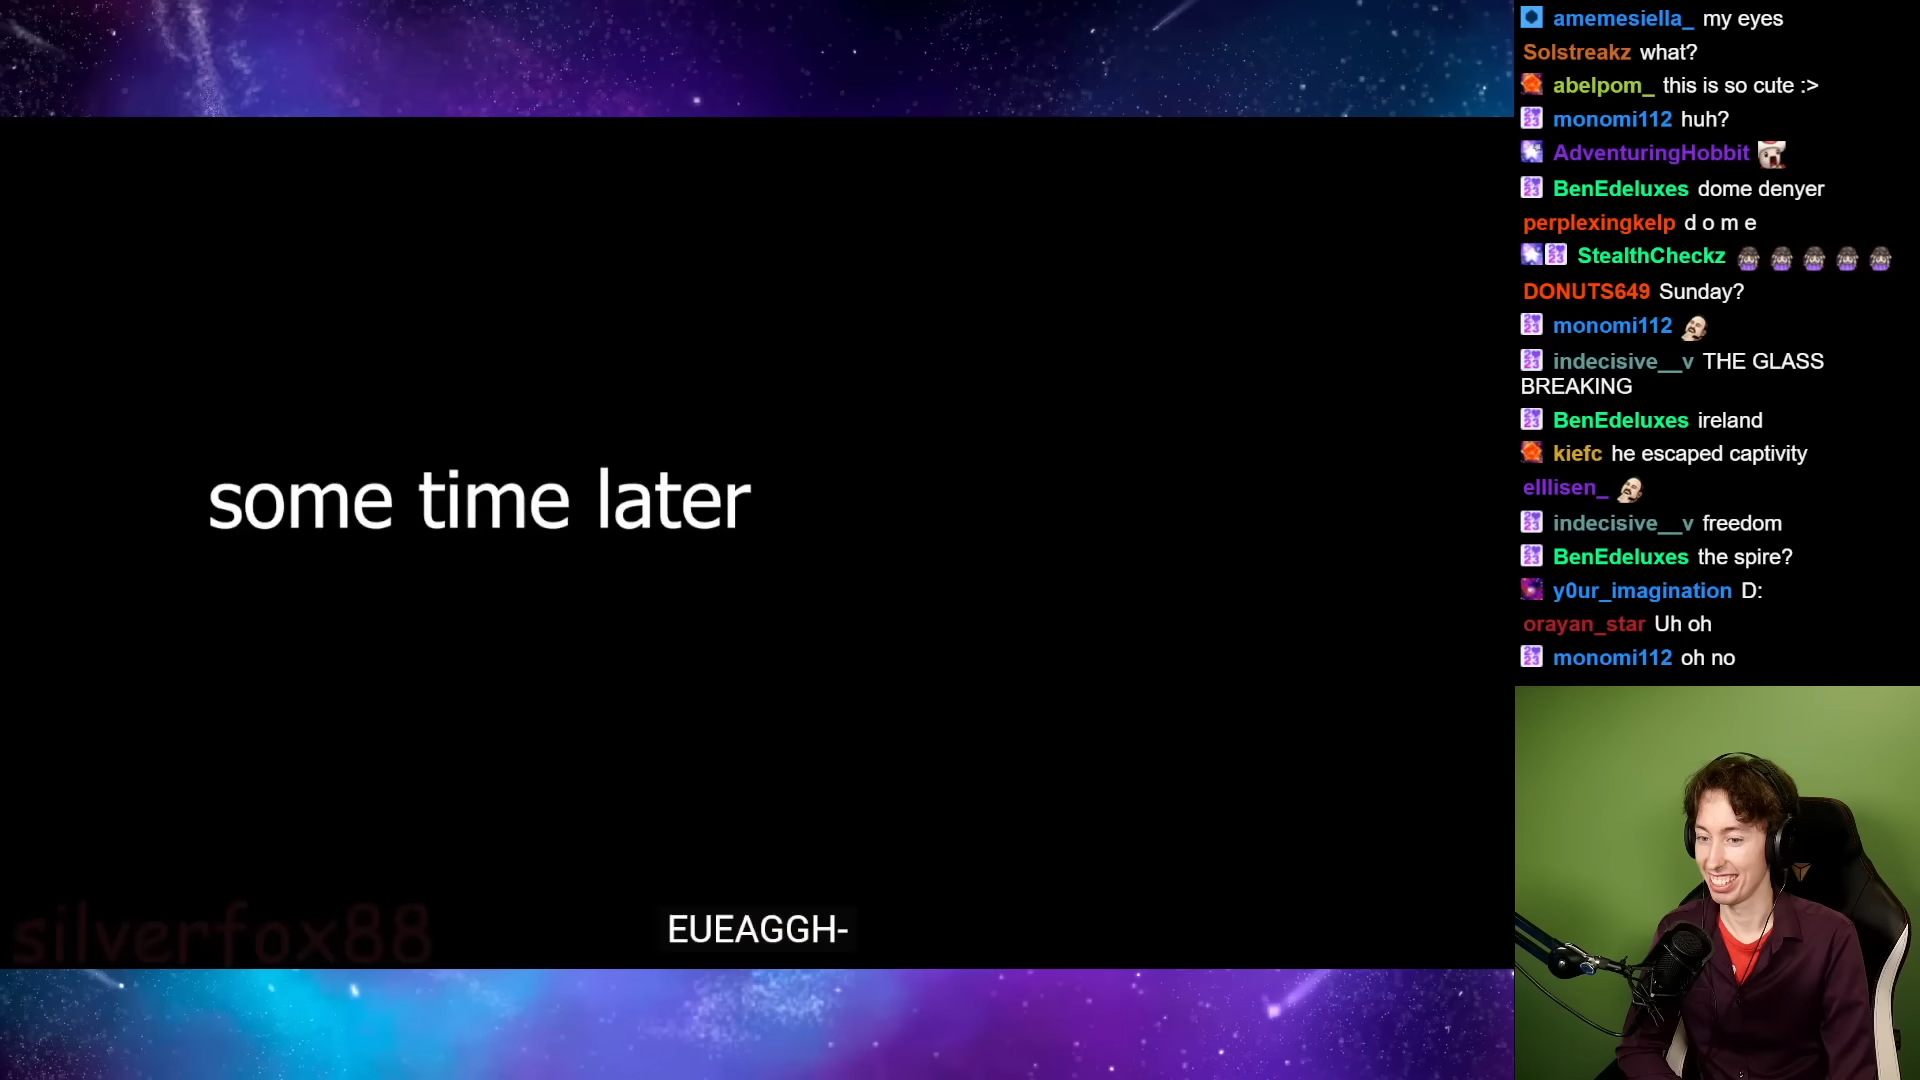 some time later
silverfox88
EUEAGGH-
amemesiella_ my eyes
Solstreakz what?
abelpom_ this is so cute :>
monomi112 huh?
AdventuringHobbit
BenEdeluxes dome denyer
perplexingkelp d o m e
StealthCheckz
DONUTS649 Sunday?
monomi112
indecisive__v THE GLASS
BREAKING
BenEdeluxes ireland
kiefc he escaped captivity
elllisen_
indecisive__v freedom
BenEdeluxes the spire?
y0ur_imagination D:
orayan_star Uh oh
monomi112 oh no